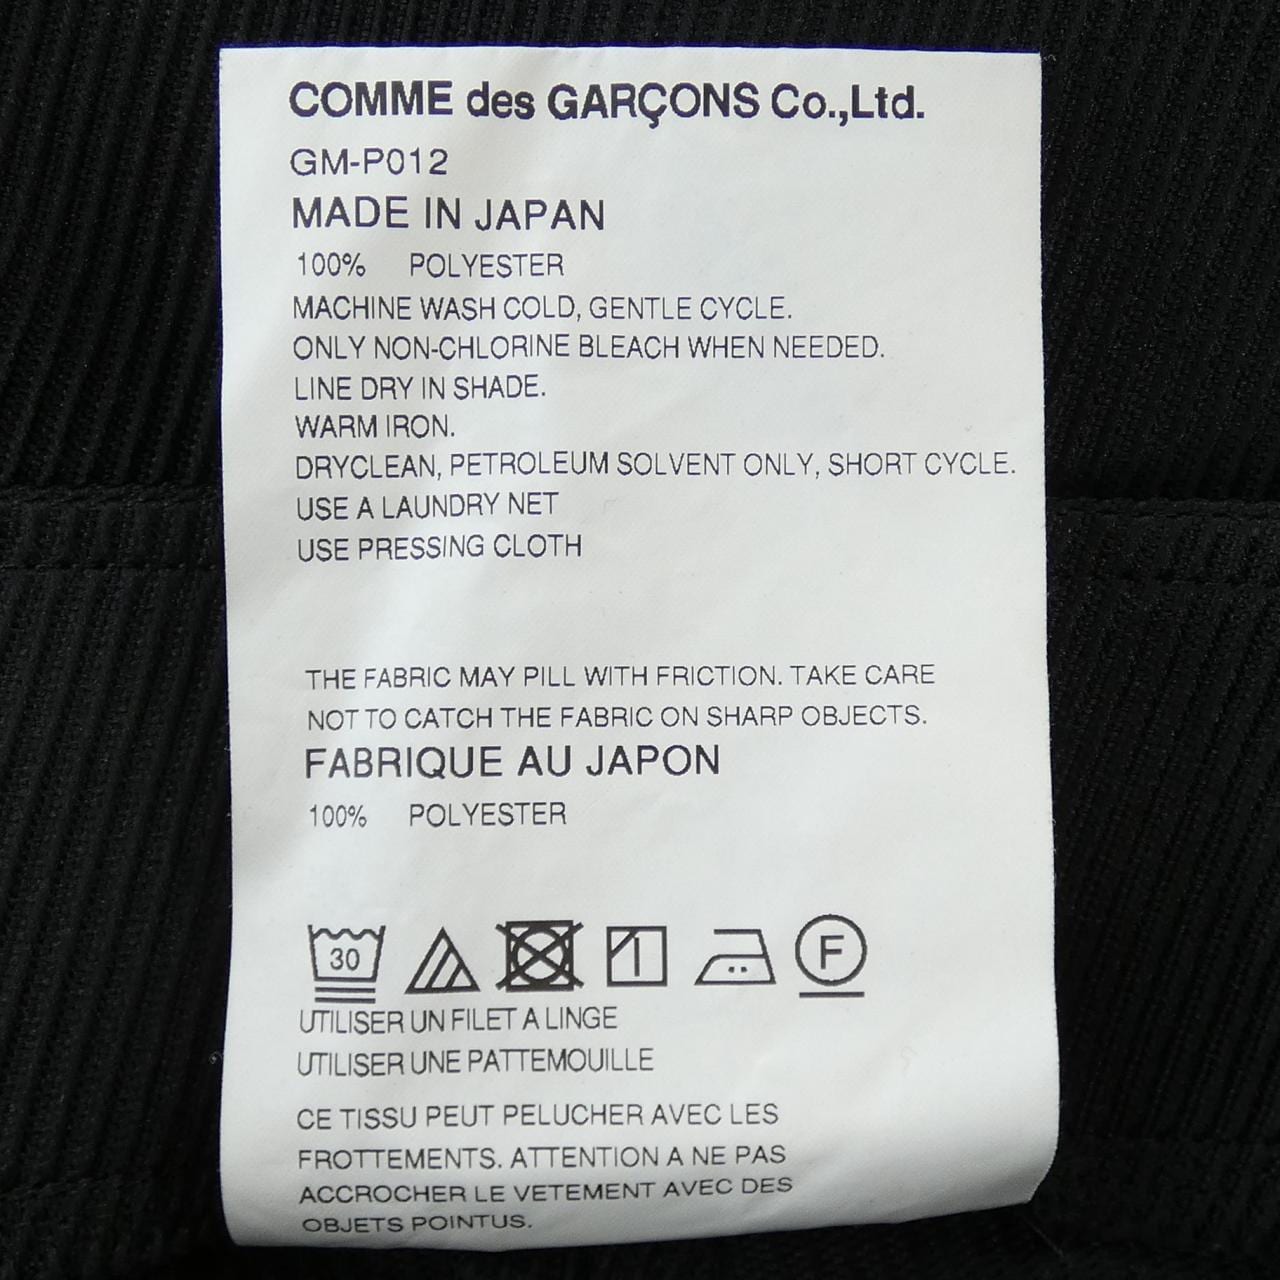 COMME des GARÇONS Co.,Ltd.
GM-P012
MADE IN JAPAN
100% POLYESTER
MACHINE WASH COLD, GENTLE CYCLE.
ONLY NON-CHLORINE BLEACH WHEN NEEDED.
LINE DRY IN SHADE.
WARM IRON.
DRYCLEAN, PETROLEUM SOLVENT ONLY, SHORT CYCLE.
USE A LAUNDRY NET
USE PRESSING CLOTH
THE FABRIC MAY PILL WITH FRICTION. TAKE CARE
NOT TO CATCH THE FABRIC ON SHARP OBJECTS.
FABRIQUE AU JAPON
100% POLYESTER
30 F
UTILISER UN FILET A LINGE
UTILISER UNE PATTEMOUILLE
CE TISSU PEUT PELUCHER AVEC LES
FROTTEMENTS. ATTENTION A NE PAS
ACCROCHER LE VETEMENT AVEC DES
OBJETS POINTUS.